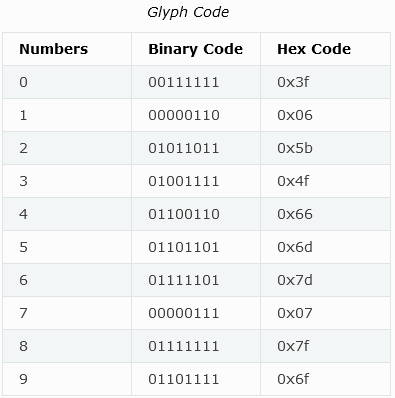 Glyph Code
Numbers Binary Code Hex Code
0 00111111 0x3f
1 00000110 0x06
2 01011011 0x5b
3 01001111 0x4f
4 01100110 0x66
5 01101101 0x6d
6 01111101 0x7d
7 00000111 0x07
8 01111111 0x7f
9 01101111 0x6f